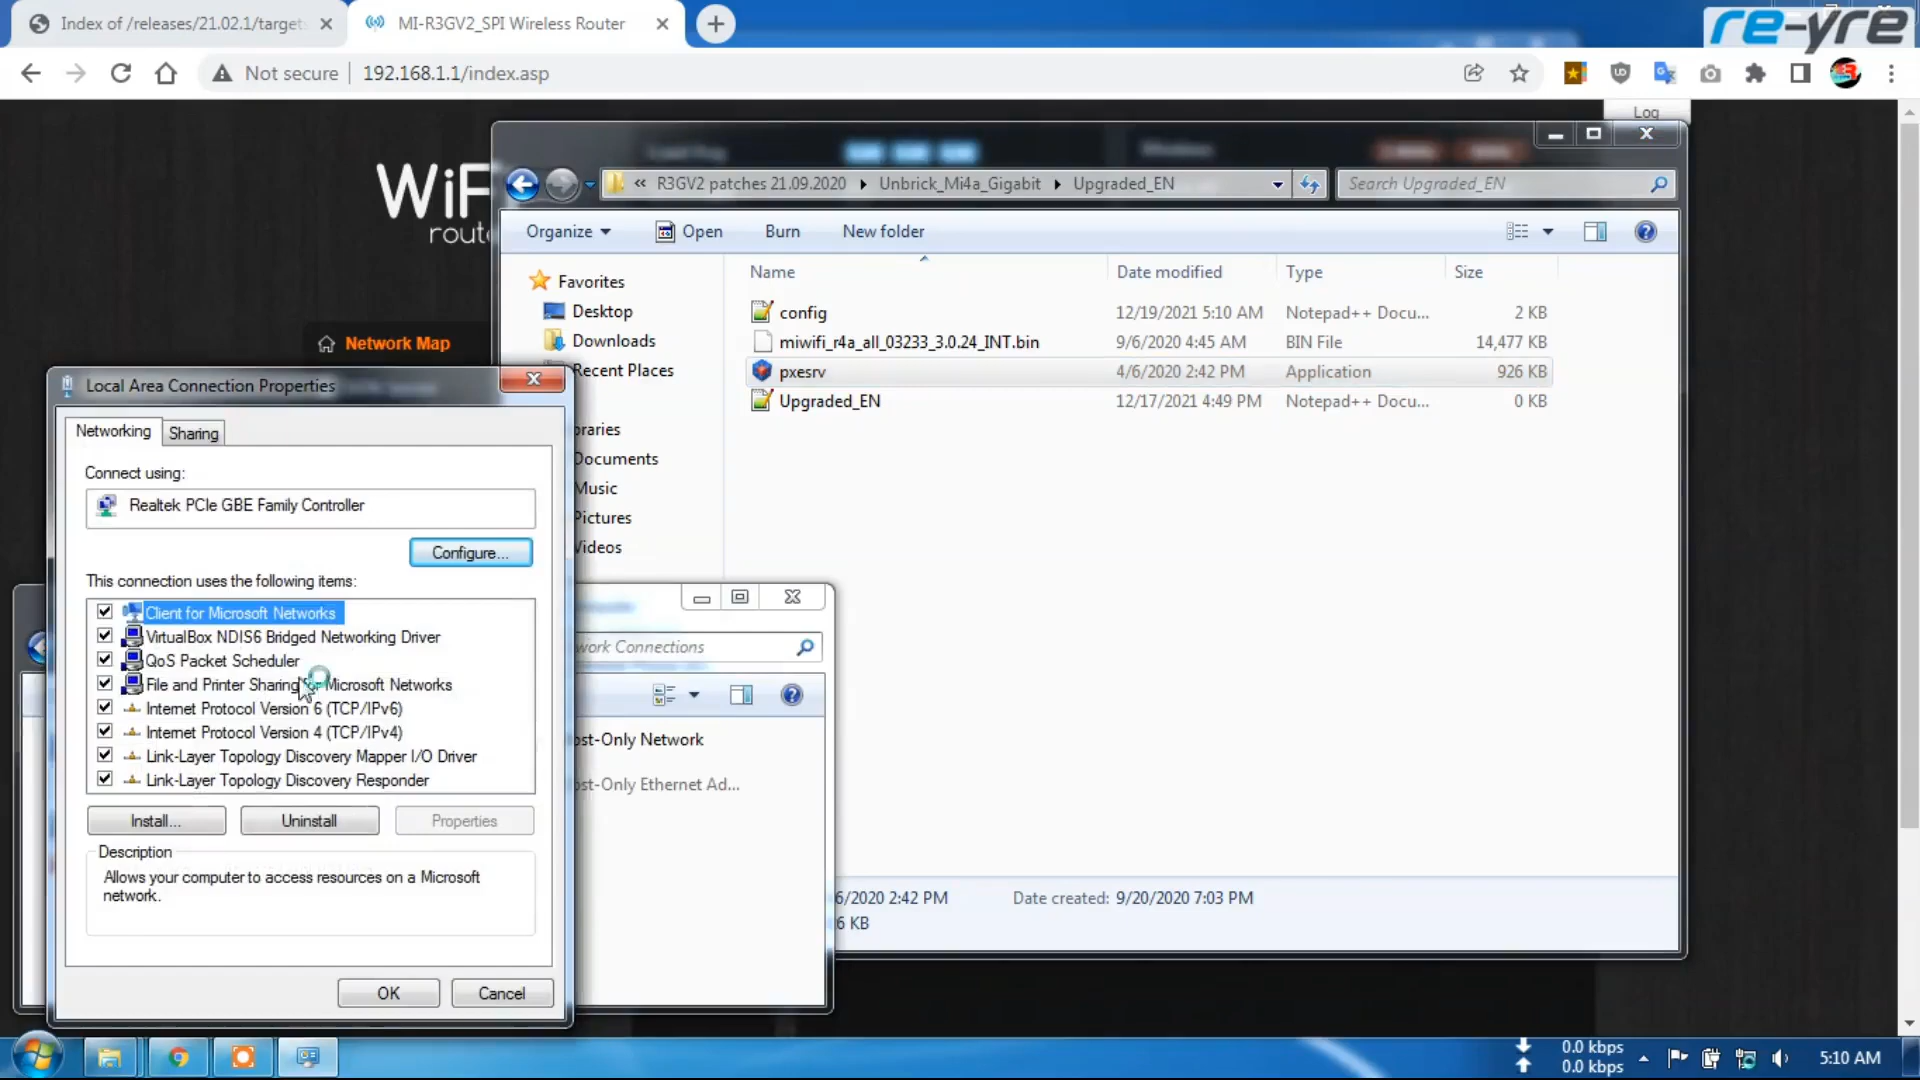 Index of /releases/21.02.1/targets
MI-R3GV2_SPI Wireless Router
re-yre
Not secure
192.168.1.1/index.asp
Log
WiF
route
R3GV2 patches 21.09.2020
Unbrick_Mi4a_Gigabit
Upgraded_EN
Search Upgraded_EN
Organize
Open
Burn
New folder
Name
Date modified
Type
Size
Favorites
Desktop
Downloads
Recent Places
braries
Documents
Music
Pictures
Videos
config
12/19/2021 5:10 AM
Notepad++ Docu...
2 KB
miwifi_r4a_all_03233_3.0.24_INT.bin
9/6/2020 4:45 AM
BIN File
14,477 KB
pxesrv
4/6/2020 2:42 PM
Application
926 KB
Upgraded_EN
12/17/2021 4:49 PM
Notepad++ Docu...
0 KB
Network Map
Local Area Connection Properties
Networking
Sharing
Connect using:
Realtek PCIe GBE Family Controller
Configure...
This connection uses the following items:
Client for Microsoft Networks
VirtualBox NDIS6 Bridged Networking Driver
QoS Packet Scheduler
File and Printer Sharing for Microsoft Networks
Internet Protocol Version 6 (TCP/IPv6)
Internet Protocol Version 4 (TCP/IPv4)
Link-Layer Topology Discovery Mapper I/O Driver
Link-Layer Topology Discovery Responder
Install...
Uninstall
Properties
Description
Allows your computer to access resources on a Microsoft
network.
OK
Cancel
work Connections
ost-Only Network
ost-Only Ethernet Ad...
6/2020 2:42 PM
Date created: 9/20/2020 7:03 PM
6 KB
0.0 kbps
0.0 kbps
5:10 AM